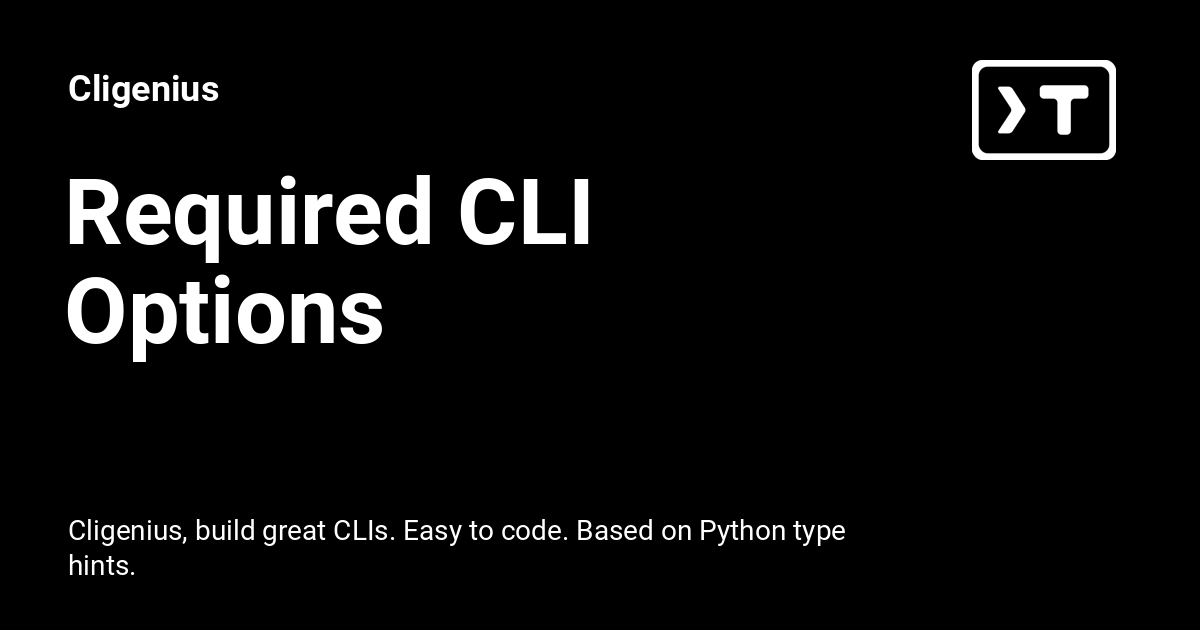 Cligenius
T
Required CLI
Options
Cligenius, build great CLIs. Easy to code. Based on Python type
hints.